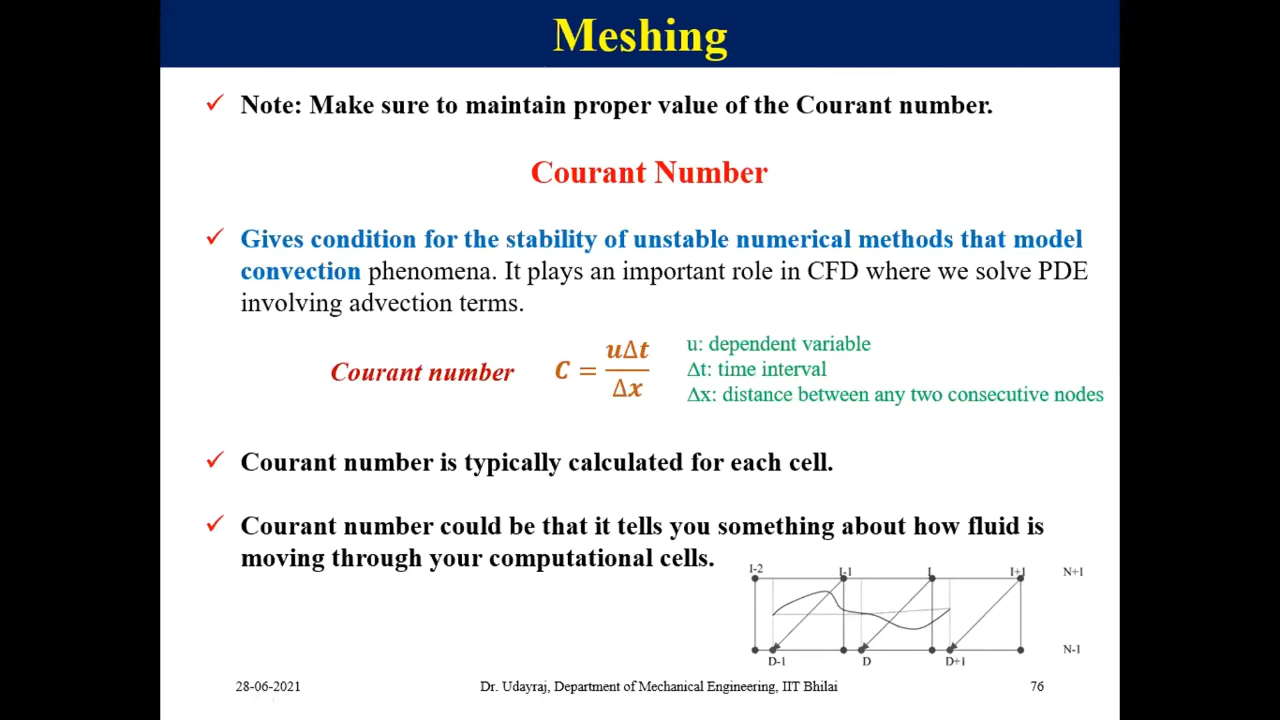 Meshing
✓ Note: Make sure to maintain proper value of the Courant number.
Courant Number
✓ Gives condition for the stability of unstable numerical methods that model
convection phenomena. It plays an important role in CFD where we solve PDE
involving advection terms.
Courant number C = uΔt / Δx
u: dependent variable
Δt: time interval
Δx: distance between any two consecutive nodes
✓ Courant number is typically calculated for each cell.
✓ Courant number could be that it tells you something about how fluid is
moving through your computational cells.
I-2 I-1 I I+1 N+1
N-1
D-1 D D+1
28-06-2021 Dr. Udayraj, Department of Mechanical Engineering, IIT Bhilai 76